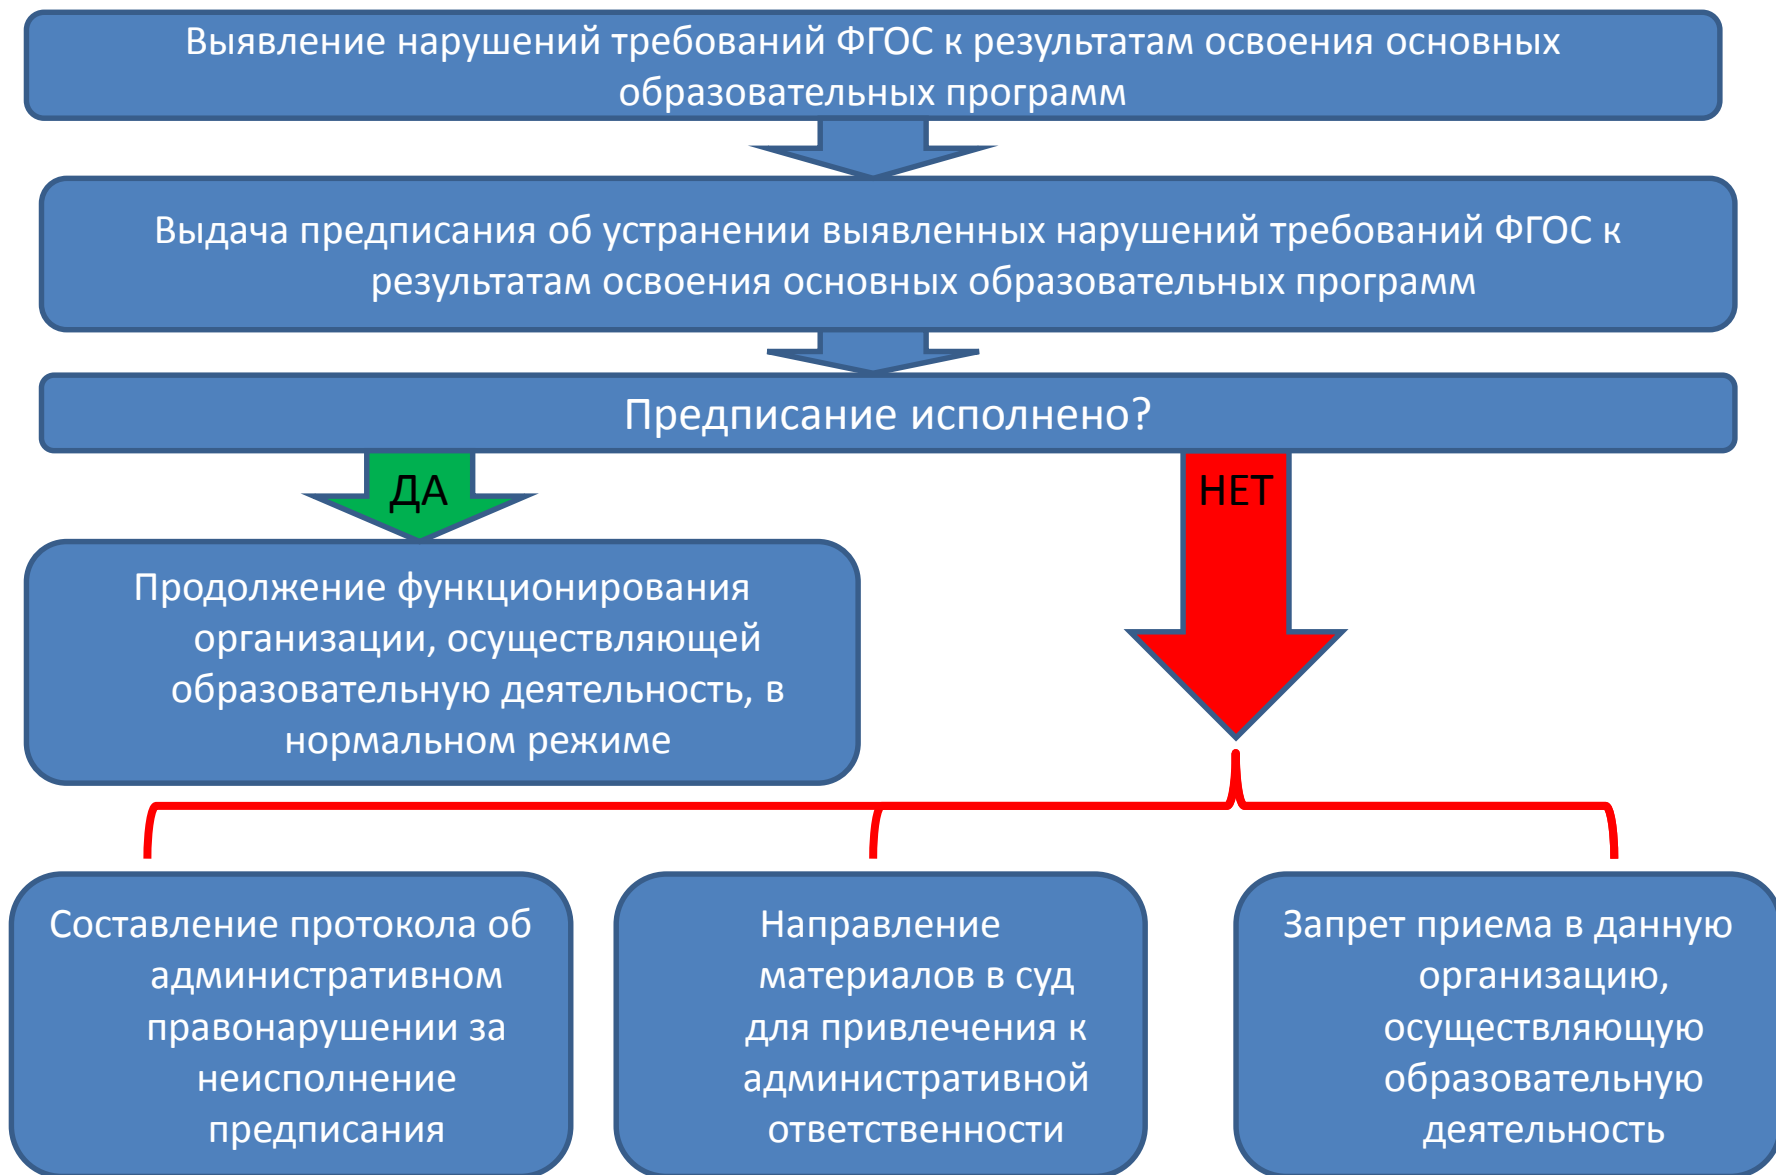 Выявление нарушений требований ФГОС к результатам освоения основных
образовательных программ
Выдача предписания об устранении выявленных нарушений требований ФГОС к
результатам освоения основных образовательных программ
Предписание исполнено?
ДА
НЕТ
Продолжение функционирования
организации, осуществляющей
образовательную деятельность, в
нормальном режиме
Составление протокола об
административном
правонарушении за
неисполнение
предписания
Направление
материалов в суд
для привлечения к
административной
ответственности
Запрет приема в данную
организацию,
осуществляющую
образовательную
деятельность